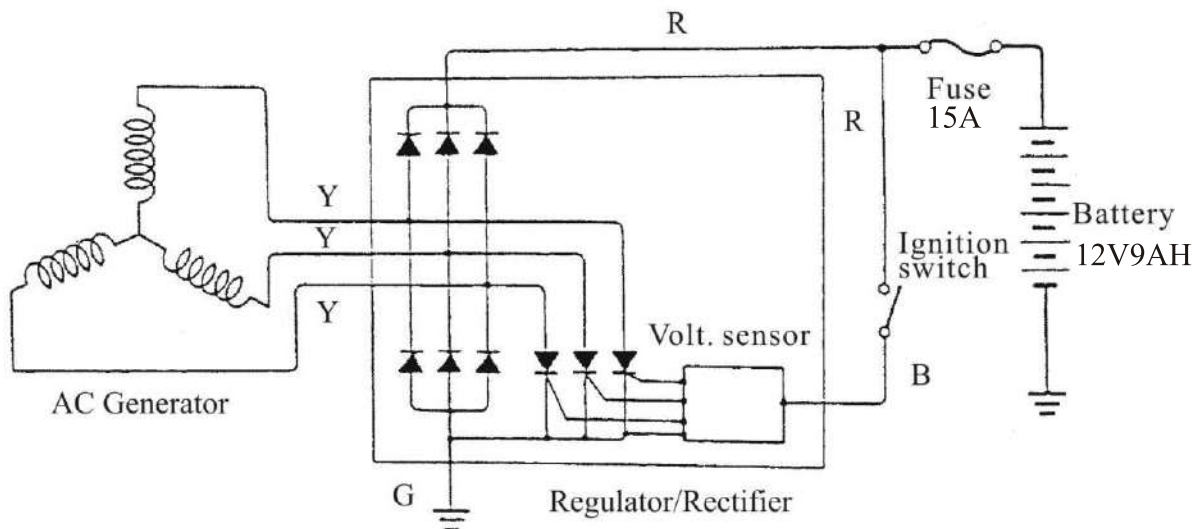 R
Fuse
15A
R
Y
Y
Y
Ignition
switch
Battery
12V9AH
Volt. sensor
B
AC Generator
G
Regulator/Rectifier